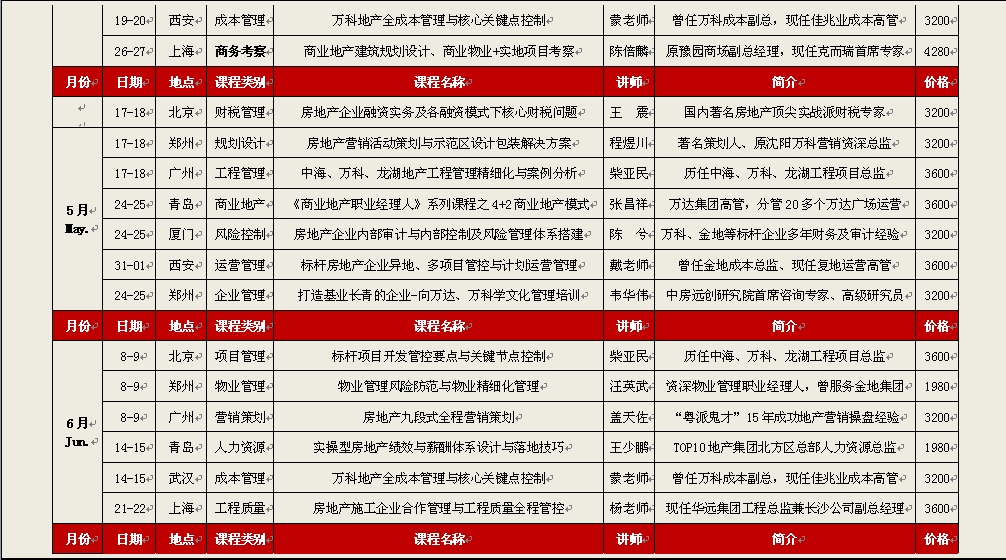 19-20 西安 成本管理 万科地产全成本管理与核心关键点控制 蒙老师 曾任万科成本副总，现任佳兆业成本高管 3200
26-27 上海 商务考察 商业地产建筑规划设计、商业物业+实地项目考察 陈倍麟 原豫园商场副总经理，现任克而瑞首席专家 4280
月份 日期 地点 课程类别 课程名称 讲师 简介 价格
17-18 北京 财税管理 房地产企业融资实务及各融资模式下核心财税问题 王 震 国内著名房地产顶尖实战派财税专家 3200
17-18 郑州 规划设计 房地产营销活动策划与示范区设计包装解决方案 程煜川 著名策划人、原沈阳万科营销资深总监 3200
17-18 广州 工程管理 中海、万科、龙湖地产工程管理精细化与案例分析 柴亚民 历任中海、万科、龙湖工程项目总监 3600
5月 May. 24-25 青岛 商业地产 《商业地产职业经理人》系列课程之4+2商业地产模式 张昌祥 万达集团高管，分管20多个万达广场运营 3600
24-25 厦门 风险控制 房地产企业内部审计与内部控制及风险管理体系搭建 陈 兮 万科、金地等标杆企业多年财务及审计经验 3200
31-01 西安 运营管理 标杆房地产企业异地、多项目管控与计划运营管理 戴老师 曾任金地成本总监、现任复地运营高管 3600
24-25 郑州 企业管理 打造基业长青的企业-向万达、万科学文化管理培训 韦华伟 中房远创研究院首席咨询专家、高级研究员 3200
月份 日期 地点 课程类别 课程名称 讲师 简介 价格
8-9 北京 项目管理 标杆项目开发管控要点与关键节点控制 柴亚民 历任中海、万科、龙湖工程项目总监 3600
8-9 郑州 物业管理 物业管理风险防范与物业精细化管理 汪英武 资深物业管理职业经理人，曾服务金地集团 1980
6月 Jun. 8-9 广州 营销策划 房地产九段式全程营销策划 盖天佐 “粤派鬼才”15年成功地产营销操盘经验 3200
14-15 青岛 人力资源 实操型房地产绩效与薪酬体系设计与落地技巧 王少鹏 TOP10地产集团北方区总部人力资源总监 1980
14-15 武汉 成本管理 万科地产全成本管理与核心关键点控制 蒙老师 曾任万科成本副总，现任佳兆业成本高管 3200
21-22 上海 工程质量 房地产施工企业合作管理与工程质量全程管控 杨老师 现任华远集团工程总监兼长沙公司副总经理 3600
月份 日期 地点 课程类别 课程名称 讲师 简介 价格